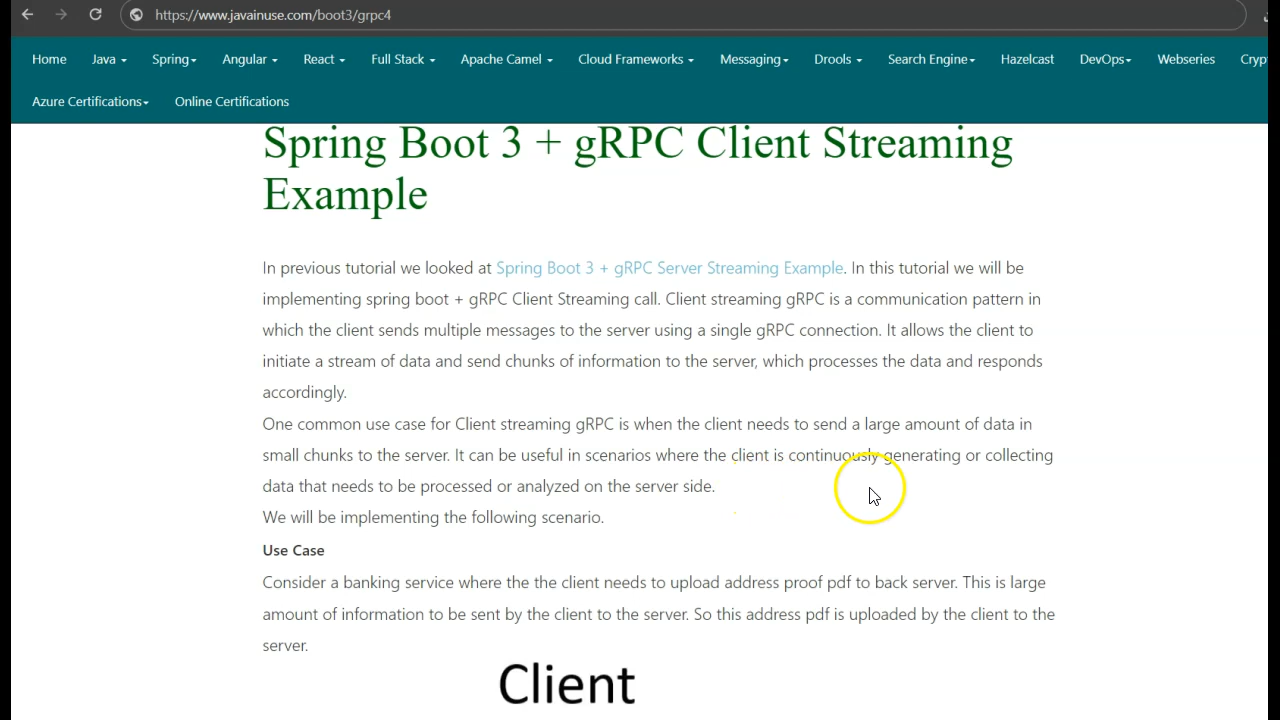 https://www.javainuse.com/boot3/grpc4
Home Java Spring Angular React Full Stack Apache Camel Cloud Frameworks Messaging Drools Search Engine Hazelcast DevOps Webseries Cryp
Azure Certifications Online Certifications
Spring Boot 3 + gRPC Client Streaming
Example
In previous tutorial we looked at Spring Boot 3 + gRPC Server Streaming Example. In this tutorial we will be
implementing spring boot + gRPC Client Streaming call. Client streaming gRPC is a communication pattern in
which the client sends multiple messages to the server using a single gRPC connection. It allows the client to
initiate a stream of data and send chunks of information to the server, which processes the data and responds
accordingly.
One common use case for Client streaming gRPC is when the client needs to send a large amount of data in
small chunks to the server. It can be useful in scenarios where the client is continuously generating or collecting
data that needs to be processed or analyzed on the server side.
We will be implementing the following scenario.
Use Case
Consider a banking service where the the client needs to upload address proof pdf to back server. This is large
amount of information to be sent by the client to the server. So this address pdf is uploaded by the client to the
server.
Client